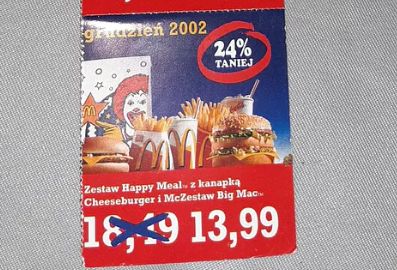 grudzień 2002
24%
TANIEJ
Zestaw Happy Meal™ z kanapką
Cheeseburger i McZestaw Big Mac™
18,49 13,99